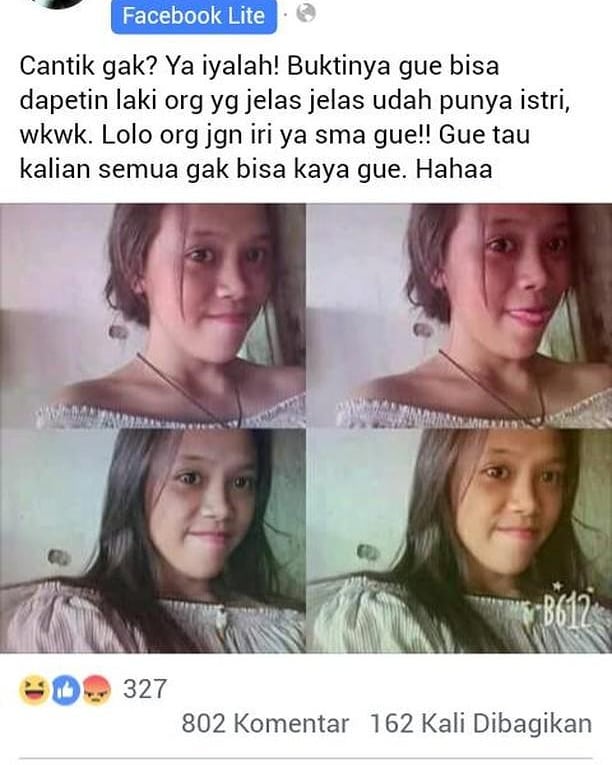 Facebook Lite
Cantik gak? Ya iyalah! Buktinya gue bisa
dapetin laki org yg jelas jelas udah punya istri,
wkwk. Lolo org jgn iri ya sma gue!! Gue tau
kalian semua gak bisa kaya gue. Hahaa
B612
327
802 Komentar 162 Kali Dibagikan